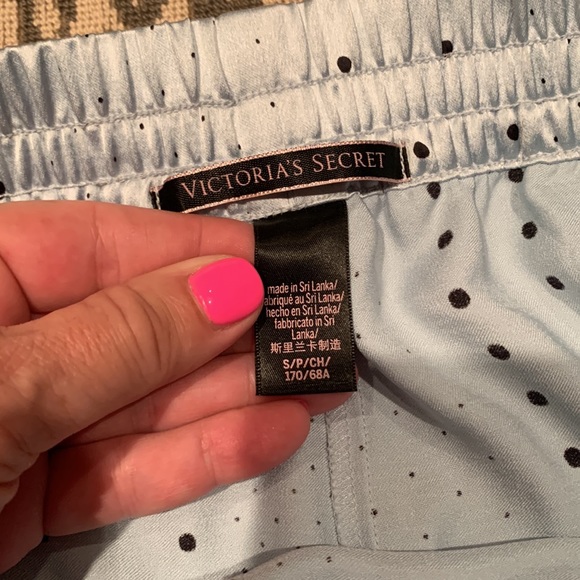 VICTORIA'S SECRET
made in Sri Lanka/
fabriqué au Sri Lanka/
hecho en Sri Lanka/
fabbricato in Sri
Lanka/
斯里兰卡制造
S/P/CH/
170/68A